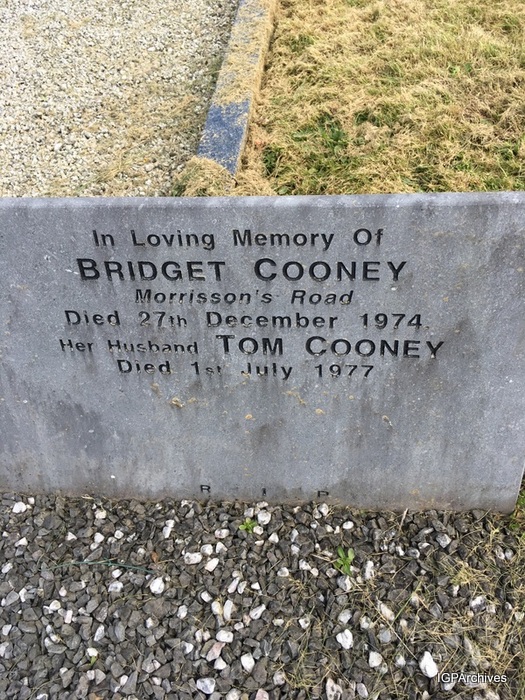 In Loving Memory Of
BRIDGET COONEY
Morrisson's Road
Died 27th December 1974
Her Husband TOM COONEY
Died 1st July 1977
R I P
IGPArchives